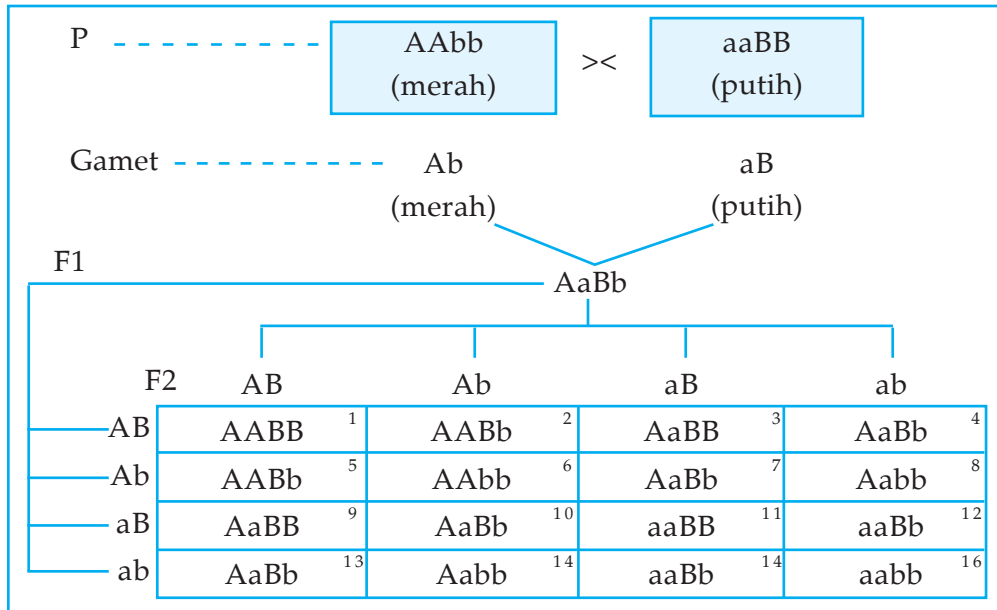 P AAbb >< aaBB
(merah) (putih)
Gamet Ab aB
(merah) (putih)
F1
AaBb
F2 AB Ab aB ab
AB AABB 1 AABb 2 AaBB 3 AaBb 4
Ab AABb 5 AAbb 6 AaBb 7 Aabb 8
aB AaBB 9 AaBb 10 aaBB 11 aaBb 12
ab AaBb 13 Aabb 14 aaBb 14 aabb 16